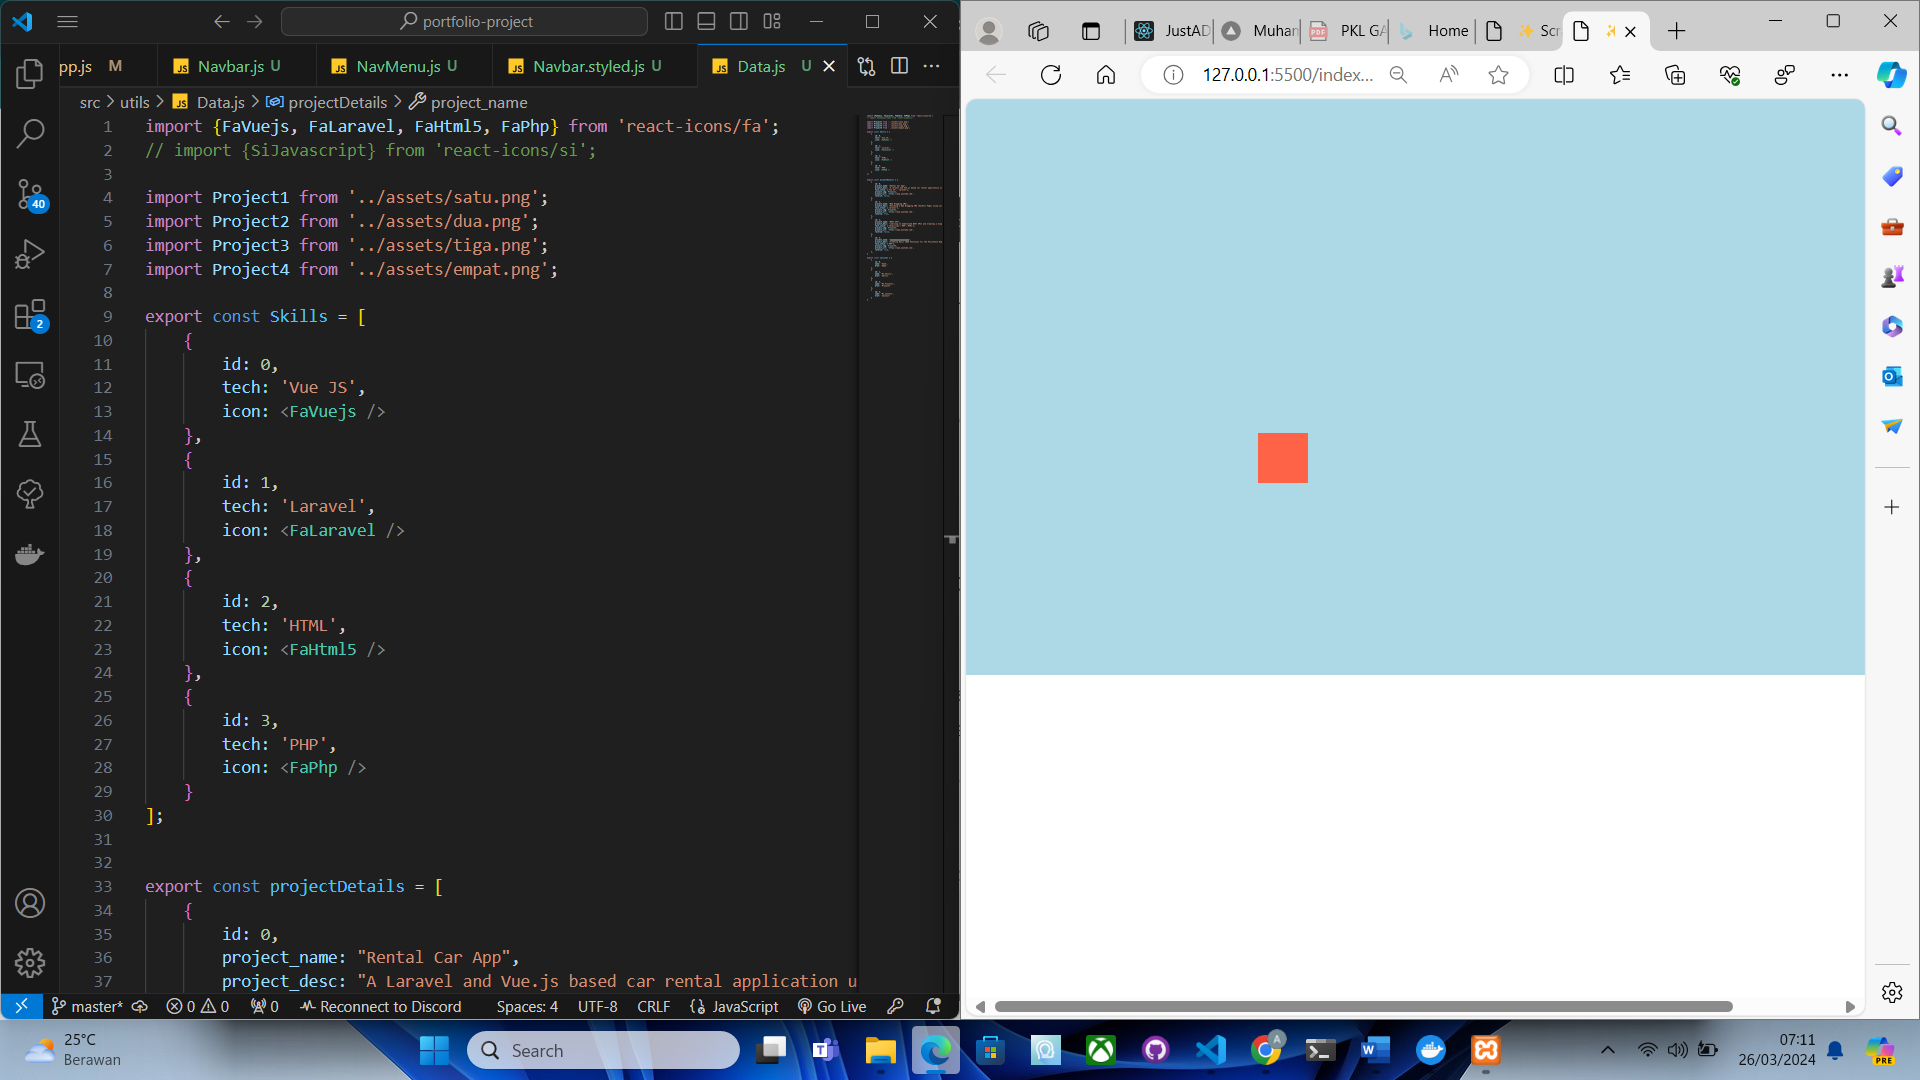 portfolio-project
pp.js M
Navbar.js U
NavMenu.js U
Navbar.styled.js U
Data.js U
src > utils > JS Data.js > projectDetails > project_name
1 import {FaVuejs, FaLaravel, FaHtml5, FaPhp} from 'react-icons/fa';
2 // import {SiJavascript} from 'react-icons/si';
3
4 import Project1 from '../assets/satu.png';
5 import Project2 from '../assets/dua.png';
6 import Project3 from '../assets/tiga.png';
7 import Project4 from '../assets/empat.png';
8
9 export const Skills = [
10 {
11 id: 0,
12 tech: 'Vue JS',
13 icon: <FaVuejs />
14 },
15 {
16 id: 1,
17 tech: 'Laravel',
18 icon: <FaLaravel />
19 },
20 {
21 id: 2,
22 tech: 'HTML',
23 icon: <FaHtml5 />
24 },
25 {
26 id: 3,
27 tech: 'PHP',
28 icon: <FaPhp />
29 }
30 ];
31
32
33 export const projectDetails = [
34 {
35 id: 0,
36 project_name: "Rental Car App",
37 project_desc: "A Laravel and Vue.js based car rental application u
40
2
master* 0 0 0 Reconnect to Discord Spaces: 4 UTF-8 CRLF JavaScript Go Live
JustAD
Muhan
PKL GA
Home
Scr
127.0.0.1:5500/index...
25°C
Berawan
Search
07:11
26/03/2024
PRE